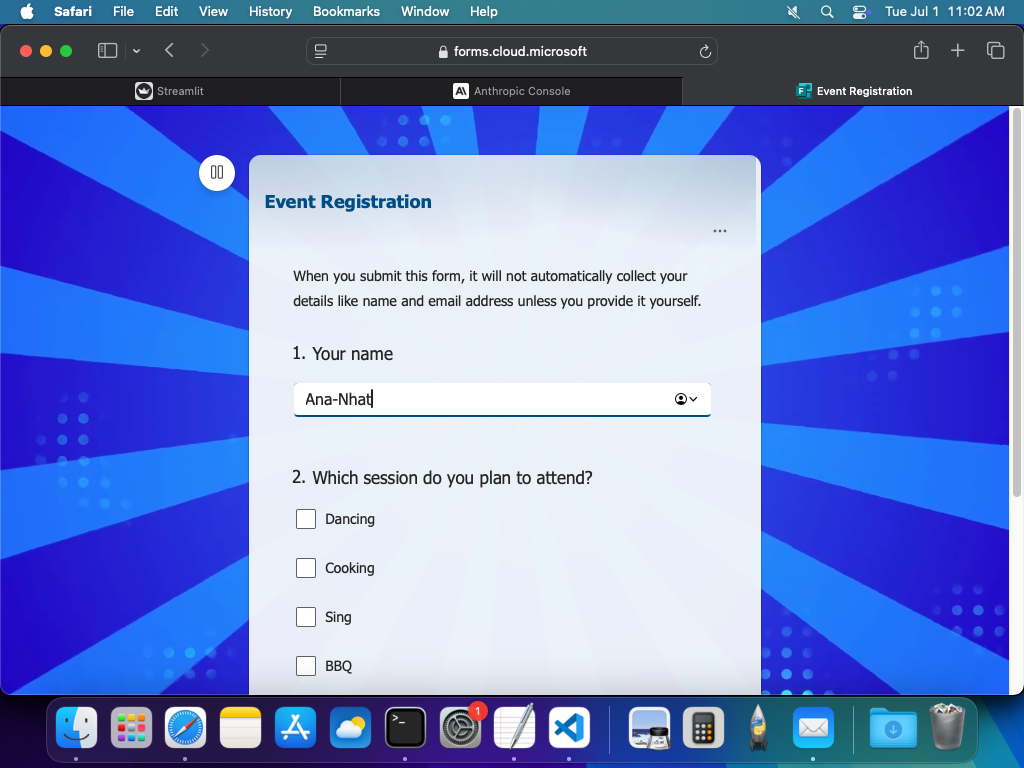 Safari File Edit View History Bookmarks Window Help Tue Jul 1 11:02 AM
forms.cloud.microsoft
Streamlit
Anthropic Console
Event Registration
Event Registration
When you submit this form, it will not automatically collect your
details like name and email address unless you provide it yourself.
1. Your name
Ana-Nhat
2. Which session do you plan to attend?
Dancing
Cooking
Sing
BBQ
1